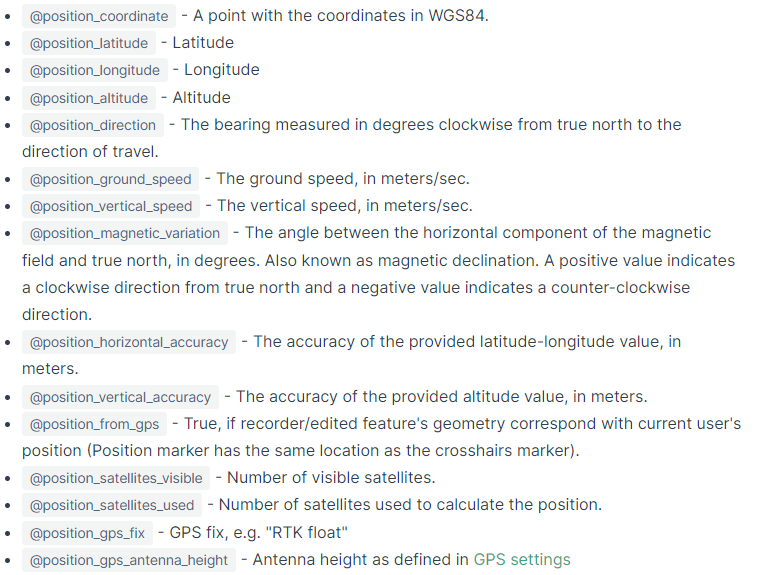 @position_coordinate - A point with the coordinates in WGS84.
@position_latitude - Latitude
@position_longitude - Longitude
@position_altitude - Altitude
@position_direction - The bearing measured in degrees clockwise from true north to the
direction of travel.
@position_ground_speed - The ground speed, in meters/sec.
@position_vertical_speed - The vertical speed, in meters/sec.
@position_magnetic_variation - The angle between the horizontal component of the magnetic
field and true north, in degrees. Also known as magnetic declination. A positive value indicates
a clockwise direction from true north and a negative value indicates a counter-clockwise
direction.
@position_horizontal_accuracy - The accuracy of the provided latitude-longitude value, in
meters.
@position_vertical_accuracy - The accuracy of the provided altitude value, in meters.
@position_from_gps - True, if recorder/edited feature's geometry correspond with current user's
position (Position marker has the same location as the crosshairs marker).
@position_satellites_visible - Number of visible satellites.
@position_satellites_used - Number of satellites used to calculate the position.
@position_gps_fix - GPS fix, e.g. "RTK float"
@position_gps_antenna_height - Antenna height as defined in GPS settings